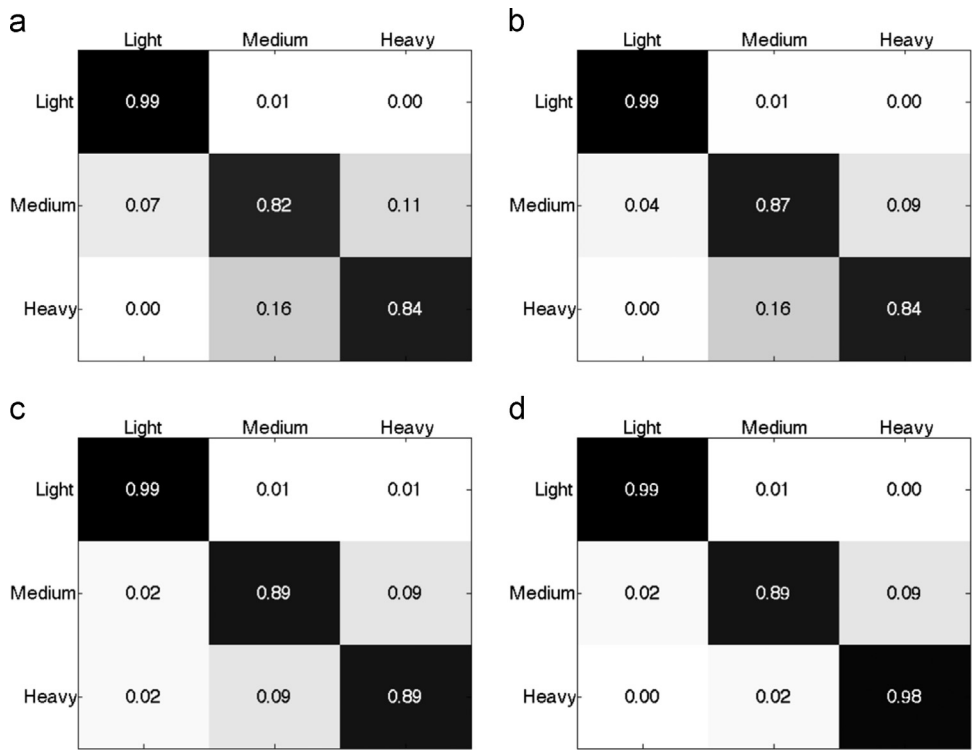 a b
Light Medium Heavy Light Medium Heavy
Light 0.99 0.01 0.00 Light 0.99 0.01 0.00
Medium 0.07 0.82 0.11 Medium 0.04 0.87 0.09
Heavy 0.00 0.16 0.84 Heavy 0.00 0.16 0.84
c d
Light Medium Heavy Light Medium Heavy
Light 0.99 0.01 0.01 Light 0.99 0.01 0.00
Medium 0.02 0.89 0.09 Medium 0.02 0.89 0.09
Heavy 0.02 0.09 0.89 Heavy 0.00 0.02 0.98